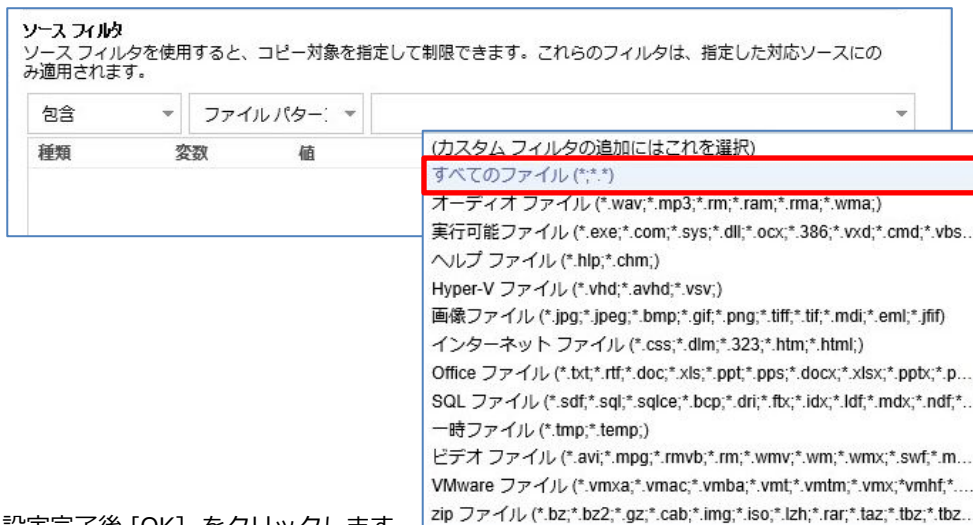 ソース フィルタ
ソース フィルタを使用すると、コピー対象を指定して制限できます。これらのフィルタは、指定した対応ソースにの
み適用されます。
包含 ファイル パター
種類 変数 値
(カスタム フィルタの追加にはこれを選択)
すべてのファイル (*;*.*)
オーディオ ファイル (*.wav;*.mp3;*.rm;*.ram;*.rma;*.wma;)
実行可能ファイル (*.exe;*.com;*.sys;*.dll;*.ocx;*.386;*.vxd;*.cmd;*.vbs...
ヘルプ ファイル (*.hlp;*.chm;)
Hyper-V ファイル (*.vhd;*.avhd;*.vsv;)
画像ファイル (*.jpg;*.jpeg;*.bmp;*.gif;*.png;*.tiff;*.tif;*.mdi;*.eml;*.jfif)
インターネット ファイル (*.css;*.dlm;*.323;*.htm;*.html;)
Office ファイル (*.txt;*.rtf;*.doc;*.xls;*.ppt;*.pps;*.docx;*.xlsx;*.pptx;*.p...
SQL ファイル (*.sdf;*.sql;*.sqlce;*.bcp;*.dri;*.ftx;*.idx;*.ldf;*.mdx;*.ndf;*...
一時ファイル (*.tmp;*.temp;)
ビデオ ファイル (*.avi;*.mpg;*.rmvb;*.rm;*.wmv;*.wm;*.wmx;*.swf;*.m...
VMware ファイル (*.vmxa;*.vmac;*.vmba;*.vmt;*.vmtm;*.vmx;*vmhf;*....
zip ファイル (*.bz;*.bz2;*.gz;*.cab;*.img;*.iso;*.lzh;*.rar;*.taz;*.tbz;*.tbz...
設定完了後 [OK] をクリックします